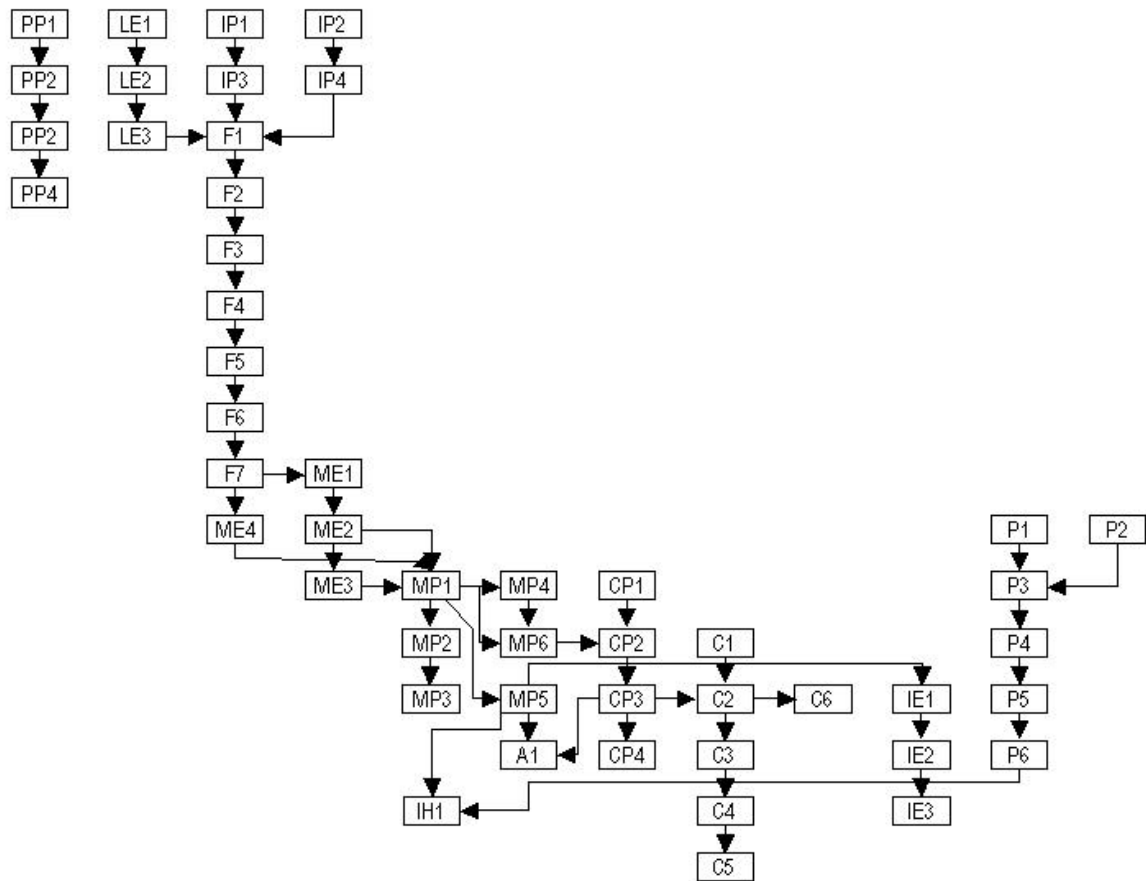 PP1 LE1 IP1 IP2
PP2 LE2 IP3 IP4
PP2 LE3 F1
PP4 F2
F3
F4
F5
F6
F7 ME1
ME4 ME2 P1 P2
ME3 MP1 MP4 CP1 P3
MP2 MP6 CP2 C1 P4
MP3 MP5 CP3 C2 C6 IE1 P5
A1 CP4 C3 IE2 P6
IH1 C4 IE3
C5